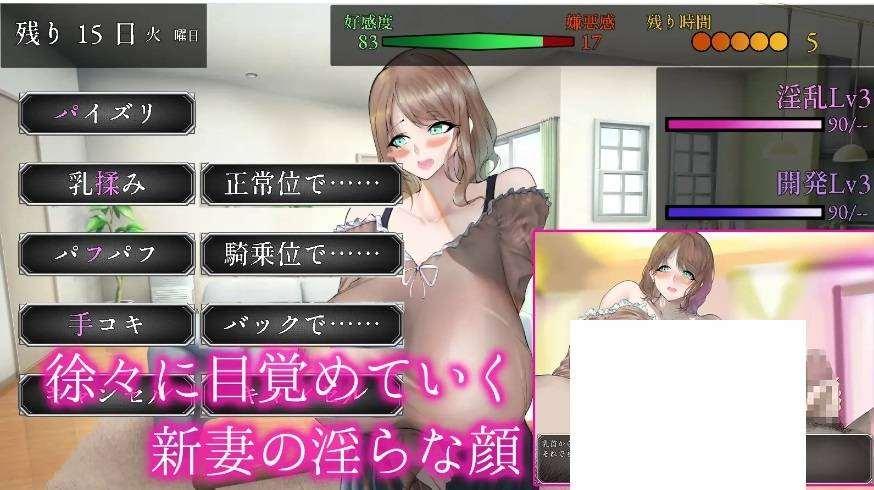 残り 15 日 火 曜日
好感度 嫌悪感 残り時間
83 17 5
淫乱Lv3
90/--
開発Lv3
90/--
パイズリ
乳揉み 正常位で……
パフパフ 騎乗位で……
手コキ バックで……
徐々に目覚めていく
新妻の淫らな顔